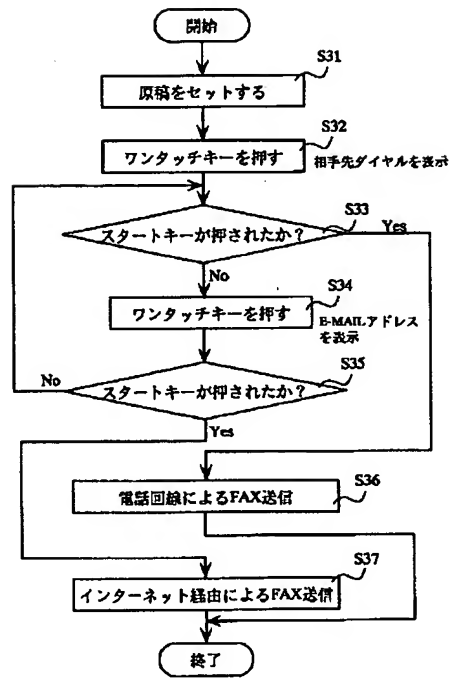 開始
S31
原稿をセットする
S32
ワンタッチキーを押す
相手先ダイヤルを表示
S33
スタートキーが押されたか？
Yes
No
S34
ワンタッチキーを押す
E-MAILアドレス
を表示
S35
スタートキーが押されたか？
No
Yes
S36
電話回線によるFAX送信
S37
インターネット経由によるFAX送信
終了